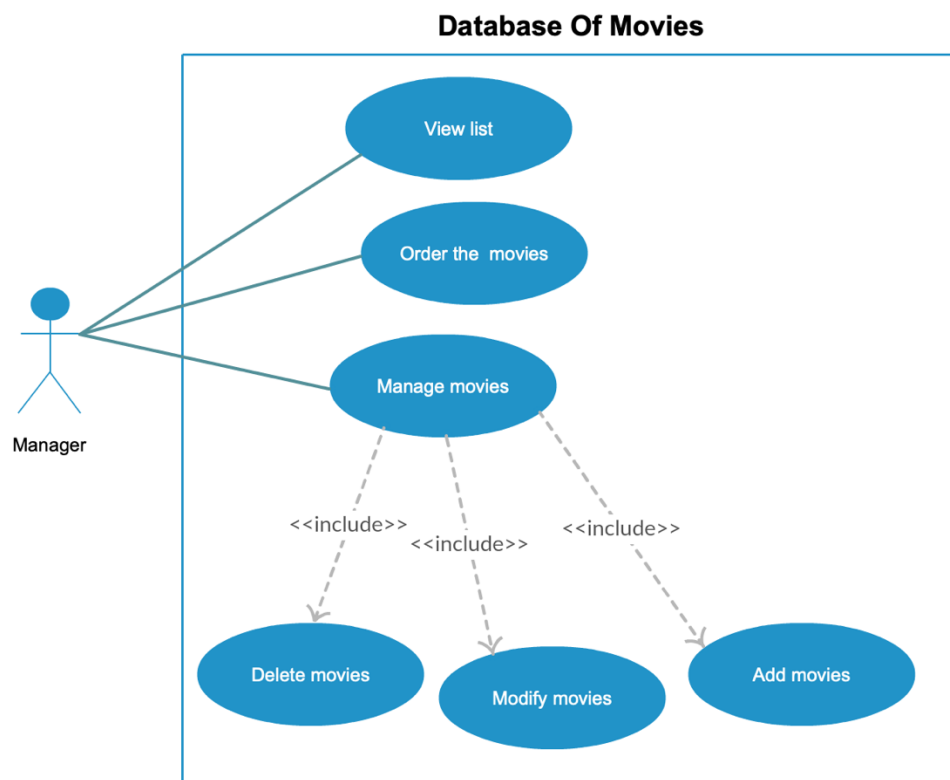 Database Of Movies
View list
Order the  movies
Manage movies
Manager
<<include>>
<<include>>
<<include>>
Delete movies
Modify movies
Add movies